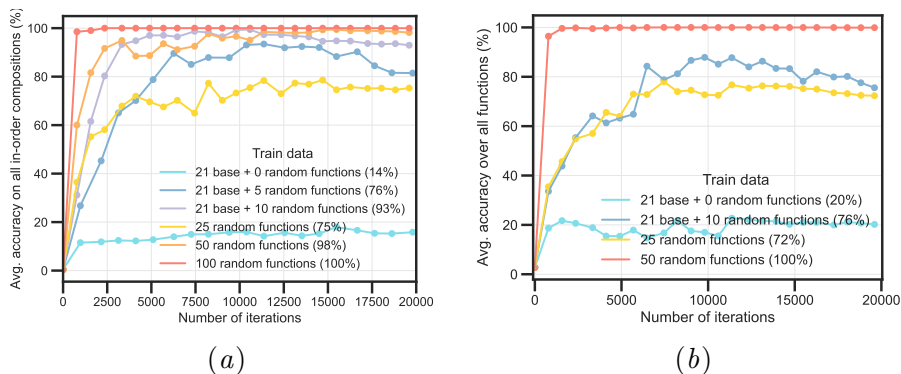 Avg. accuracy on all in-order compositions (%)
100
80
60
40
20
0
Train data
21 base + 0 random functions (14%)
21 base + 5 random functions (76%)
21 base + 10 random functions (93%)
25 random functions (75%)
50 random functions (98%)
100 random functions (100%)
0 2500 5000 7500 10000 12500 15000 17500 20000
Number of iterations
(a)
Avg. accuracy over all functions (%)
100
80
60
40
20
0
Train data
21 base + 0 random functions (20%)
21 base + 10 random functions (76%)
25 random functions (72%)
50 random functions (100%)
0 5000 10000 15000 20000
Number of iterations
(b)